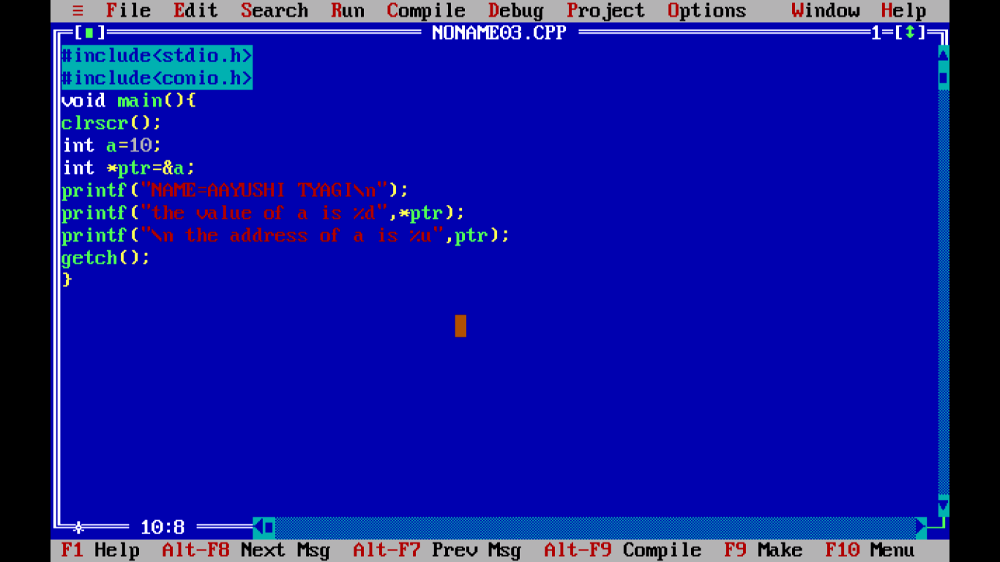 ≡ File Edit Search Run Compile Debug Project Options Window Help
[■] NONAME03.CPP 1=[↕]
#include<stdio.h>
#include<conio.h>
void main(){
clrscr();
int a=10;
int *ptr=&a;
printf("NAME=AAYUSHI TYAGI\n");
printf("the value of a is %d",*ptr);
printf("\n the address of a is %u",ptr);
getch();
}
10:8
F1 Help Alt-F8 Next Msg Alt-F7 Prev Msg Alt-F9 Compile F9 Make F10 Menu